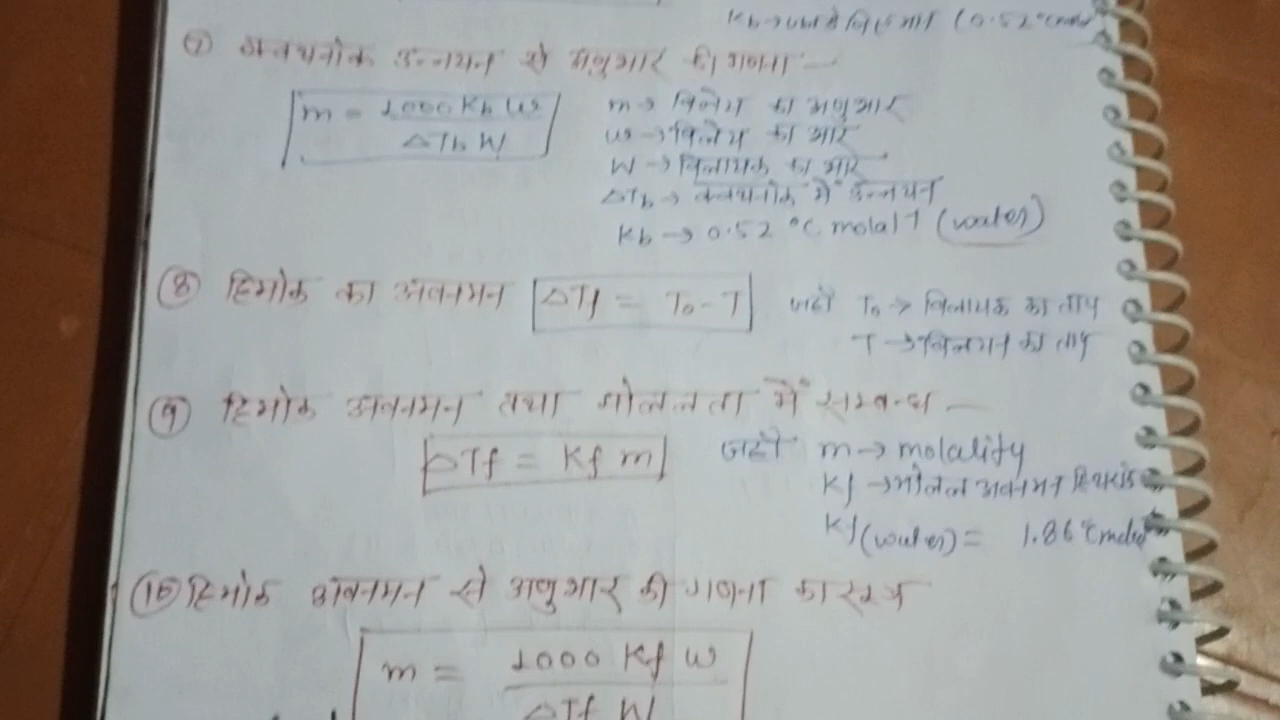 Kb → (0.52 °C
⑦ क्वथनांक उन्नयन से अणुभार की गणना —
m = 1000 Kb w / ΔTb W
m → विलेय का अणुभार
w → विलेय का भार
W → विलायक का भार
ΔTb → क्वथनांक में उन्नयन
Kb → 0.52 °C molal-1 (water)
⑧ हिमांक का अवनमन ΔTf = T₀ - T जहाँ T₀ → विलायक का ताप
T → विलयन का ताप
⑨ हिमांक अवनमन तथा मोललता में सम्बन्ध —
ΔTf = Kf m जहाँ m → molality
Kf → मोलल अवनमन स्थिरांक
Kf (water) = 1.86 °C
⑩ हिमांक अवनमन से अणुभार की गणना का सूत्र
m = 1000 Kf w / ΔTf W